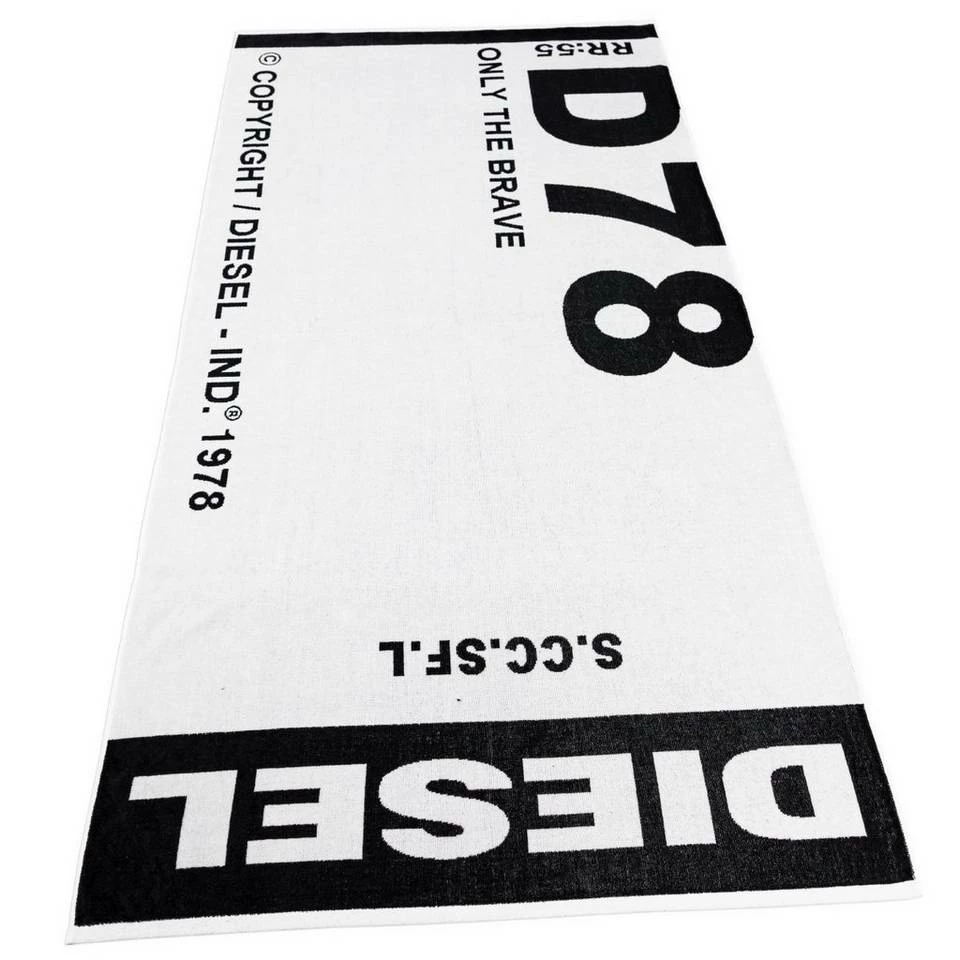 RR:55
D78
ONLY THE BRAVE
© COPYRIGHT / DIESEL - IND.® 1978
S.CC.SF.L
DIESEL